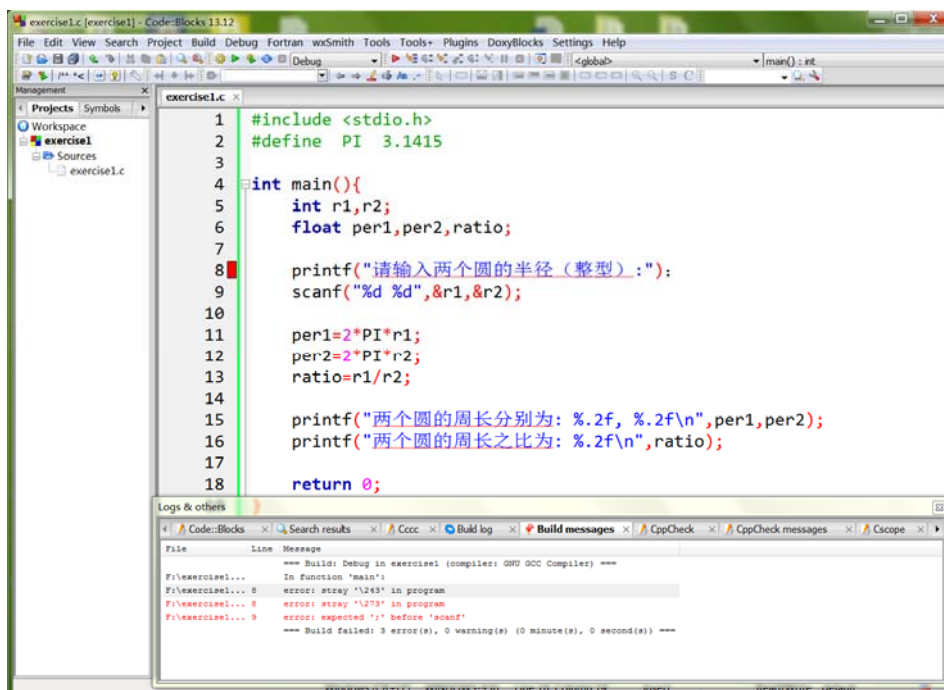 exercise1.c [exercise1] - Code::Blocks 13.12
File Edit View Search Project Build Debug Fortran wxSmith Tools Tools+ Plugins DoxyBlocks Settings Help
Debug <global> main() : int
Management
Projects Symbols
Workspace
exercise1
Sources
exercise1.c
exercise1.c
1 #include <stdio.h>
2 #define PI 3.1415
3
4 int main(){
5 int r1,r2;
6 float per1,per2,ratio;
7
8 printf("请输入两个圆的半径（整型）:")；
9 scanf("%d %d",&r1,&r2);
10
11 per1=2*PI*r1;
12 per2=2*PI*r2;
13 ratio=r1/r2;
14
15 printf("两个圆的周长分别为: %.2f, %.2f\n",per1,per2);
16 printf("两个圆的周长之比为: %.2f\n",ratio);
17
18 return 0;
Logs & others
Code::Blocks Search results Cccc Build log Build messages CppCheck CppCheck messages Cscope
File Line Message
=== Build: Debug in exercise1 (compiler: GNU GCC Compiler) ===
F:\exercise1... In function 'main':
F:\exercise1... 8 error: stray '\243' in program
F:\exercise1... 8 error: stray '\273' in program
F:\exercise1... 9 error: expected ';' before 'scanf'
=== Build failed: 3 error(s), 0 warning(s) (0 minute(s), 0 second(s)) ===